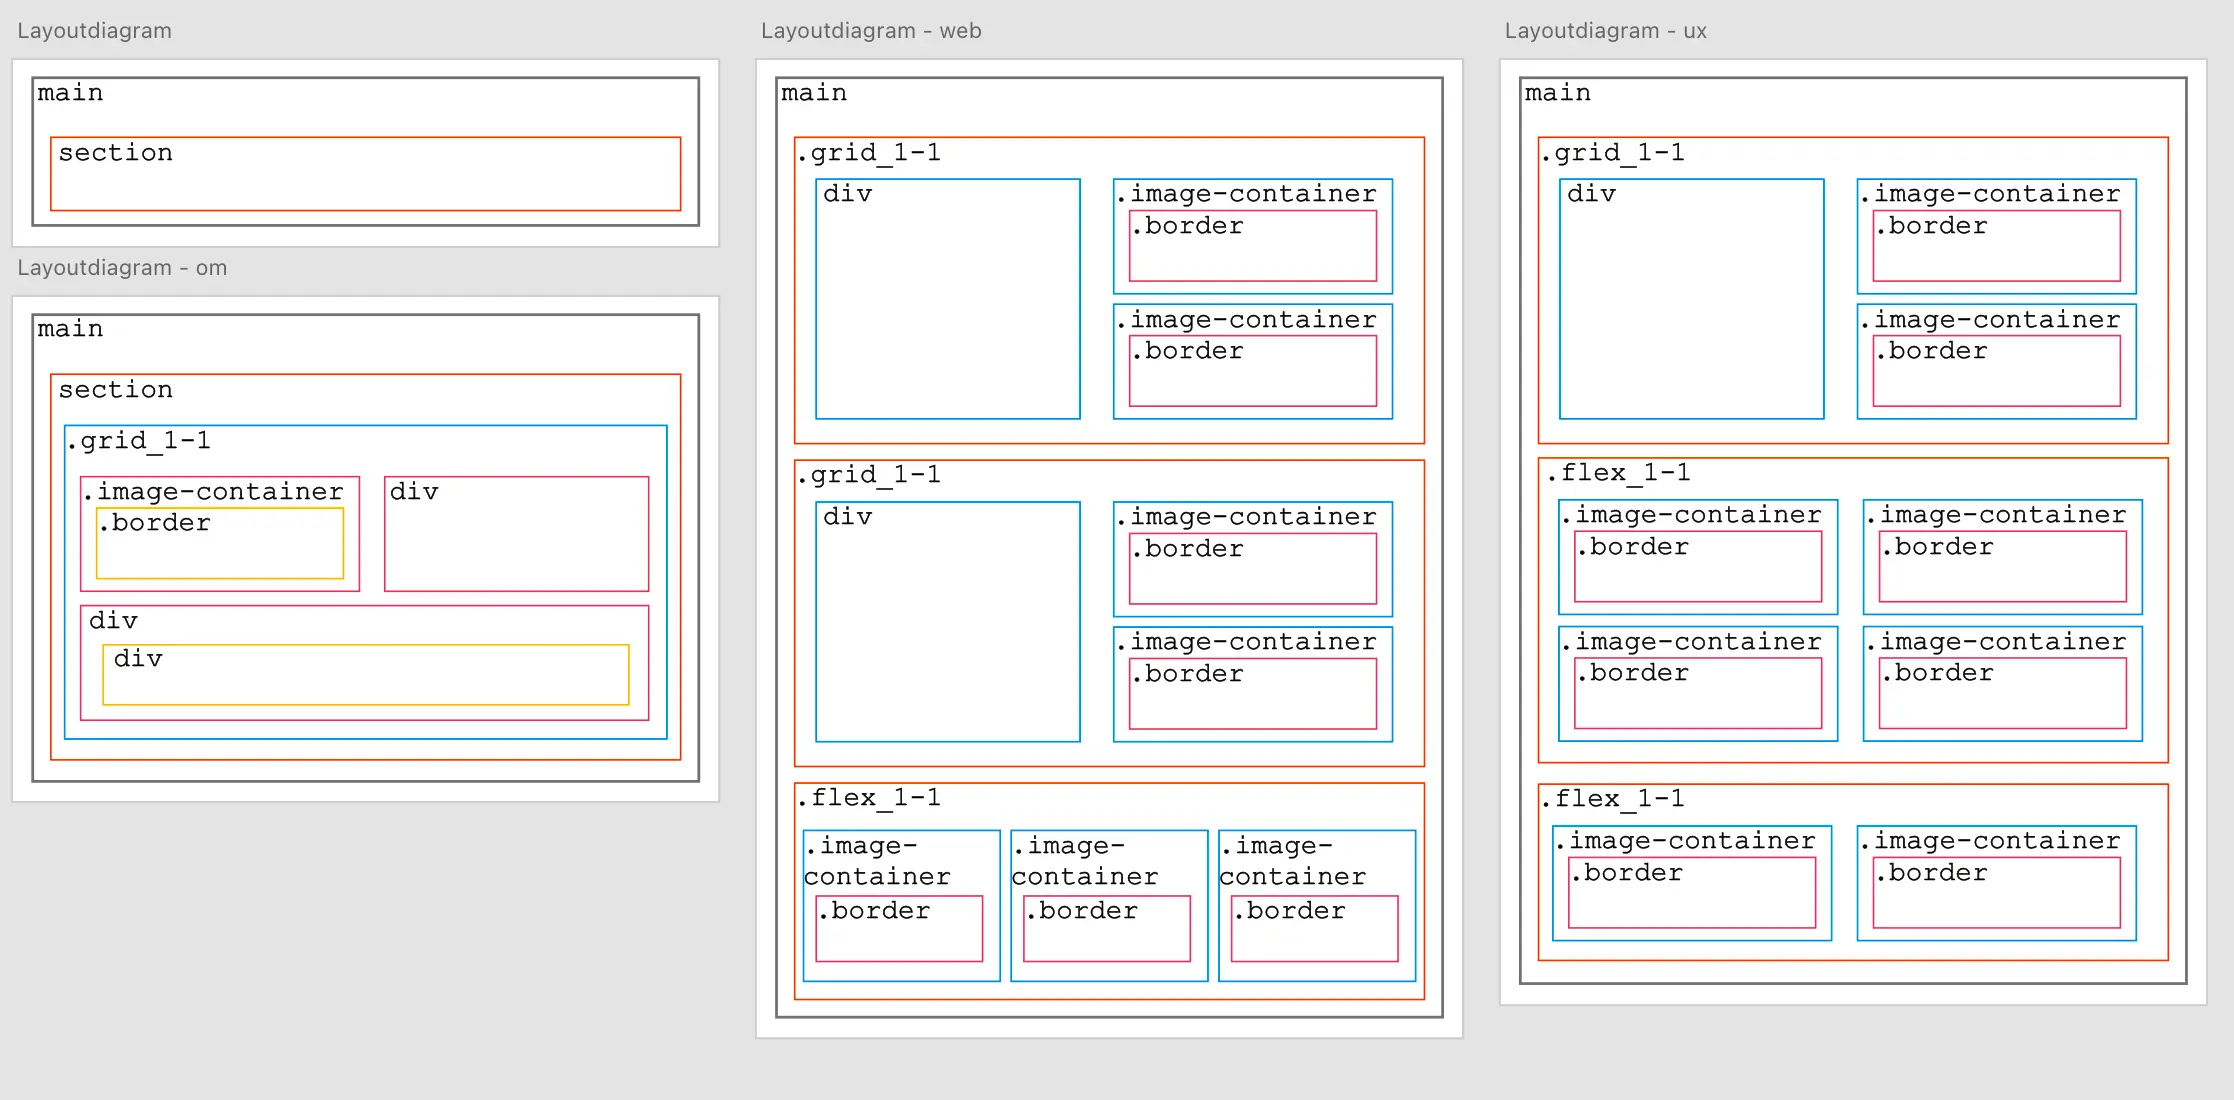 Layoutdiagram
main
section
Layoutdiagram - om
main
section
.grid_1-1
.image-container
.border
div
div
div
Layoutdiagram - web
main
.grid_1-1
div
.image-container
.border
.image-container
.border
.grid_1-1
div
.image-container
.border
.image-container
.border
.flex_1-1
.image-
container
.border
.image-
container
.border
.image-
container
.border
Layoutdiagram - ux
main
.grid_1-1
div
.image-container
.border
.image-container
.border
.flex_1-1
.image-container
.border
.image-container
.border
.image-container
.border
.image-container
.border
.flex_1-1
.image-container
.border
.image-container
.border